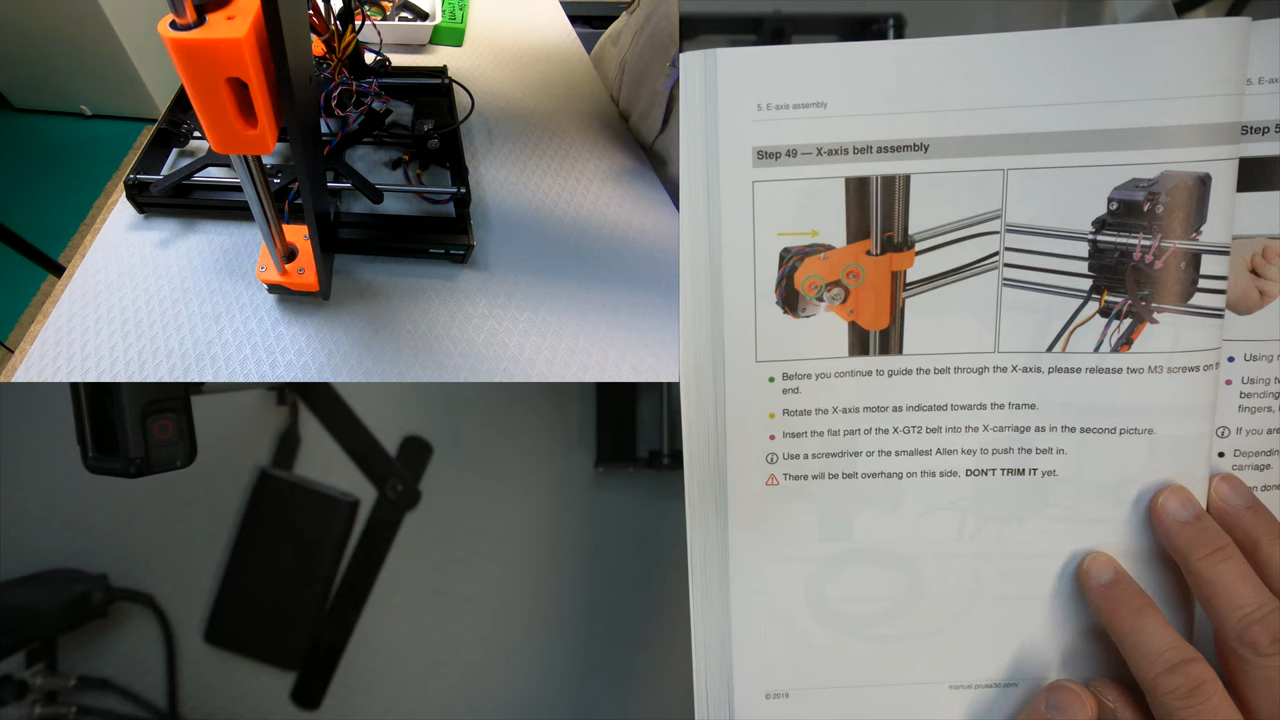 REALLY
5. E-axis assembly
Step 49 — X-axis belt assembly
Before you continue to guide the belt through the X-axis, please release two M3 screws on
end.
Rotate the X-axis motor as indicated towards the frame.
Insert the flat part of the X-GT2 belt into the X-carriage as in the second picture.
Use a screwdriver or the smallest Allen key to push the belt in.
There will be belt overhang on this side, DON'T TRIM IT yet.
© 2019
manual.prusa3d.com/
5. E-ax
Step 5
Using
Using tw
bending
fingers,
If you are
Depending
carriage.
done